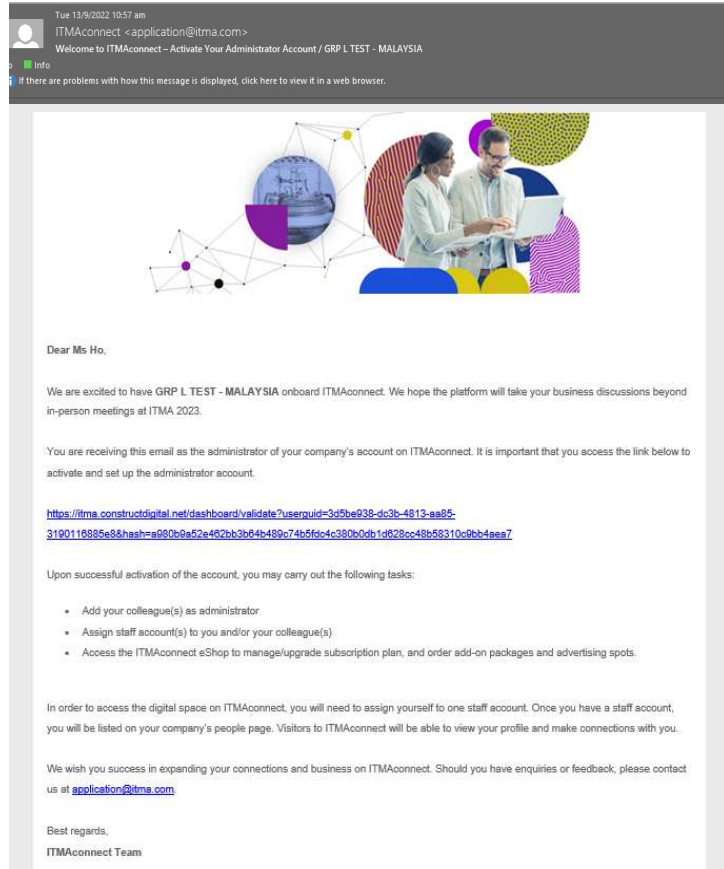 Tue 13/9/2022 10:57 am
ITMAconnect <application@itma.com>
Welcome to ITMAconnect – Activate Your Administrator Account / GRP L TEST - MALAYSIA
Info
If there are problems with how this message is displayed, click here to view it in a web browser.
Dear Ms Ho,
We are excited to have GRP L TEST - MALAYSIA onboard ITMAconnect. We hope the platform will take your business discussions beyond
in-person meetings at ITMA 2023.
You are receiving this email as the administrator of your company's account on ITMAconnect. It is important that you access the link below to
activate and set up the administrator account.
https://itma.constructdigital.net/dashboard/validate?userguid=3d5be938-dc3b-4813-aa85-
3190116885e8&hash=a980b9a52e462bb3b64b489c74b5fdc4c380b0db1d628cc48b58310c9bb4aea7
Upon successful activation of the account, you may carry out the following tasks:
• Add your colleague(s) as administrator
• Assign staff account(s) to you and/or your colleague(s)
• Access the ITMAconnect eShop to manage/upgrade subscription plan, and order add-on packages and advertising spots.
In order to access the digital space on ITMAconnect, you will need to assign yourself to one staff account. Once you have a staff account,
you will be listed on your company's people page. Visitors to ITMAconnect will be able to view your profile and make connections with you.
We wish you success in expanding your connections and business on ITMAconnect. Should you have enquiries or feedback, please contact
us at application@itma.com.
Best regards,
ITMAconnect Team